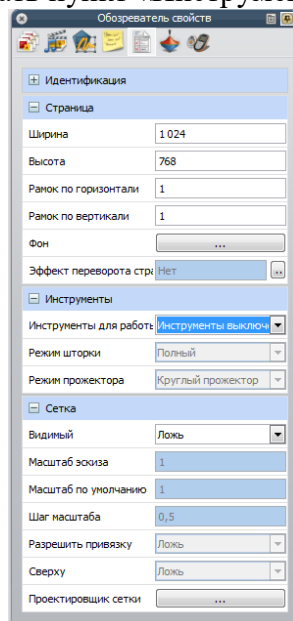 Обозреватель свойств
Идентификация
Страница
Ширина 1 024
Высота 768
Рамок по горизонтали 1
Рамок по вертикали 1
Фон ...
Эффект переворота стра Нет ..
Инструменты
Инструменты для работь Инструменты выключе
Режим шторки Полный
Режим прожектора Круглый прожектор
Сетка
Видимый Ложь
Масштаб эскиза 1
Масштаб по умолчанию 1
Шаг масштаба 0,5
Разрешить привязку Ложь
Сверху Ложь
Проектировщик сетки ...